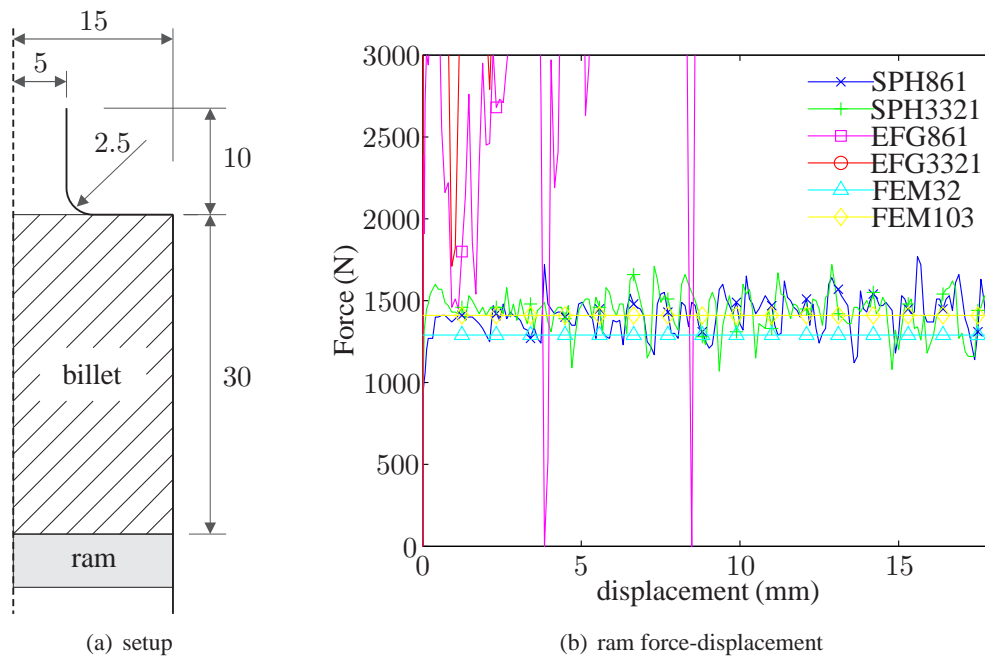 15
5
2.5
10
30
billet
ram
(a) setup
3000
2500
2000
1500
1000
500
0
Force (N)
0
5
10
15
displacement (mm)
SPH861
SPH3321
EFG861
EFG3321
FEM32
FEM103
(b) ram force-displacement